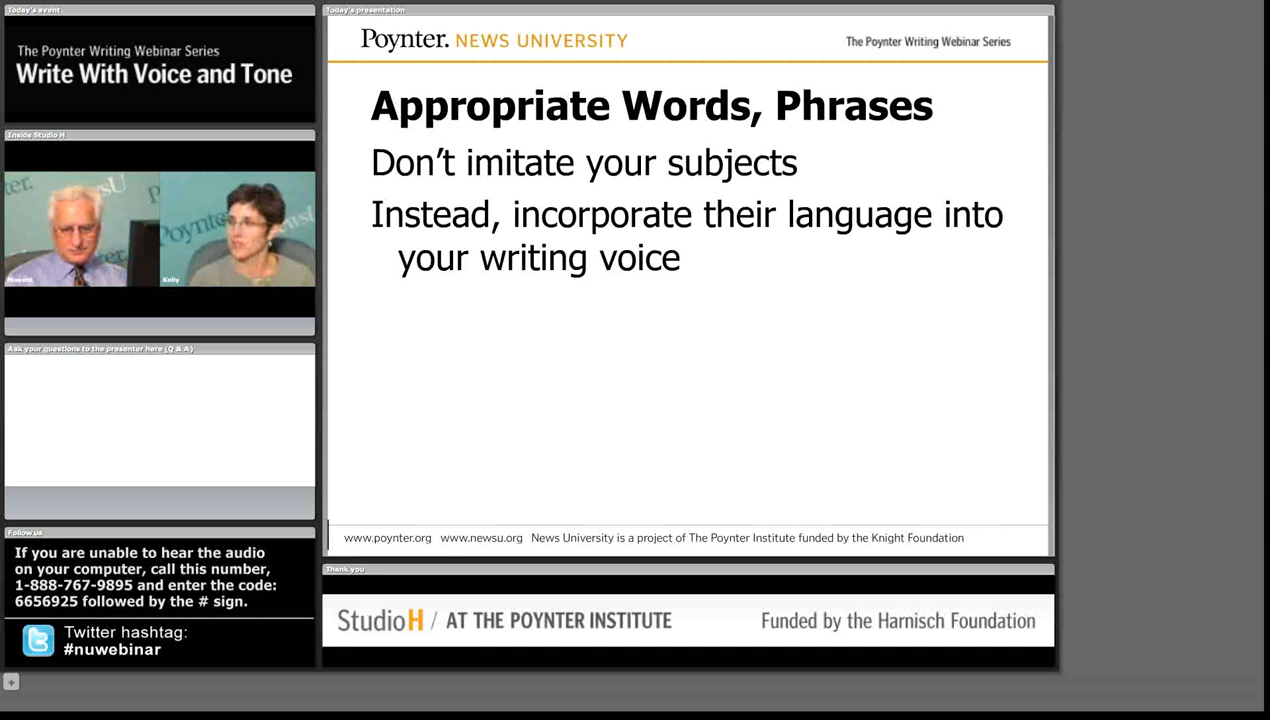 Today's event
The Poynter Writing Webinar Series
Write With Voice and Tone
Inside Studio H
Poynter.
NewsU
Howard
Kelly
Ask your questions to the presenter here (Q & A)
Follow us
If you are unable to hear the audio
on your computer, call this number,
1-888-767-9895 and enter the code:
6656925 followed by the # sign.
Twitter hashtag:
#nuwebinar
Today's presentation
Poynter. NEWS UNIVERSITY
The Poynter Writing Webinar Series
Appropriate Words, Phrases
Don’t imitate your subjects
Instead, incorporate their language into
your writing voice
www.poynter.org www.newsu.org News University is a project of The Poynter Institute funded by the Knight Foundation
Thank you
StudioH / AT THE POYNTER INSTITUTE
Funded by the Harnisch Foundation